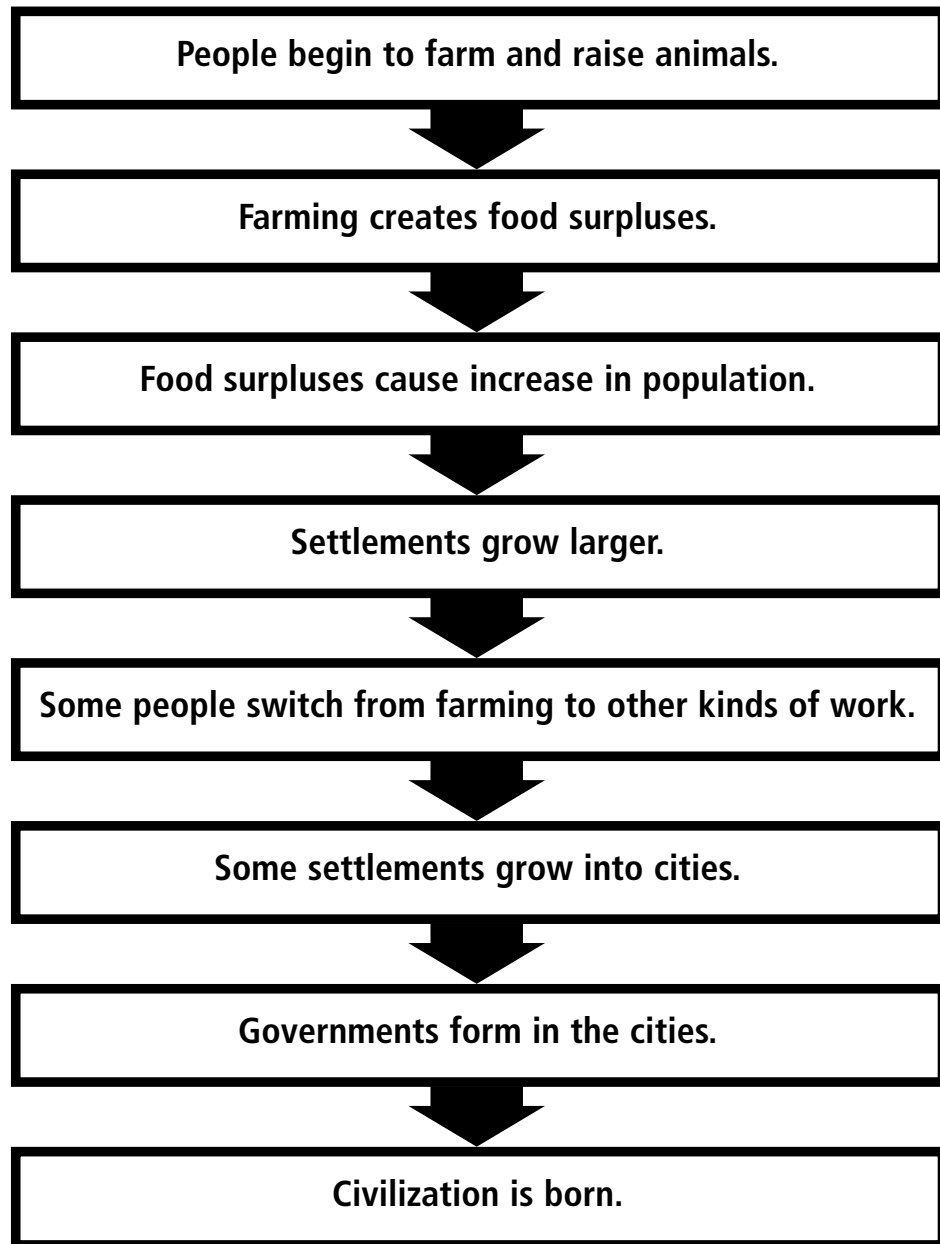 People begin to farm and raise animals.
Farming creates food surpluses.
Food surpluses cause increase in population.
Settlements grow larger.
Some people switch from farming to other kinds of work.
Some settlements grow into cities.
Governments form in the cities.
Civilization is born.